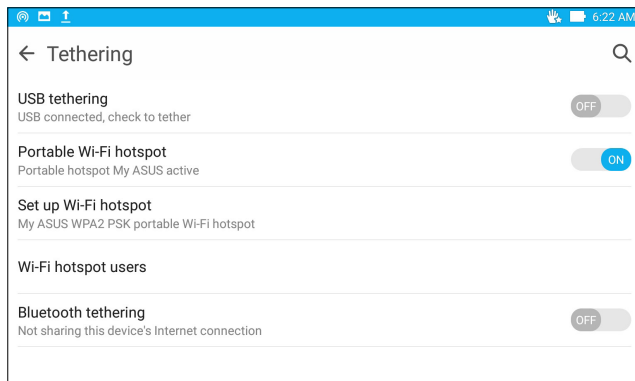 6:22 AM
Tethering
USB tethering
OFF
USB connected, check to tether
Portable Wi-Fi hotspot
ON
Portable hotspot My ASUS active
Set up Wi-Fi hotspot
My ASUS WPA2 PSK portable Wi-Fi hotspot
Wi-Fi hotspot users
Bluetooth tethering
OFF
Not sharing this device's Internet connection